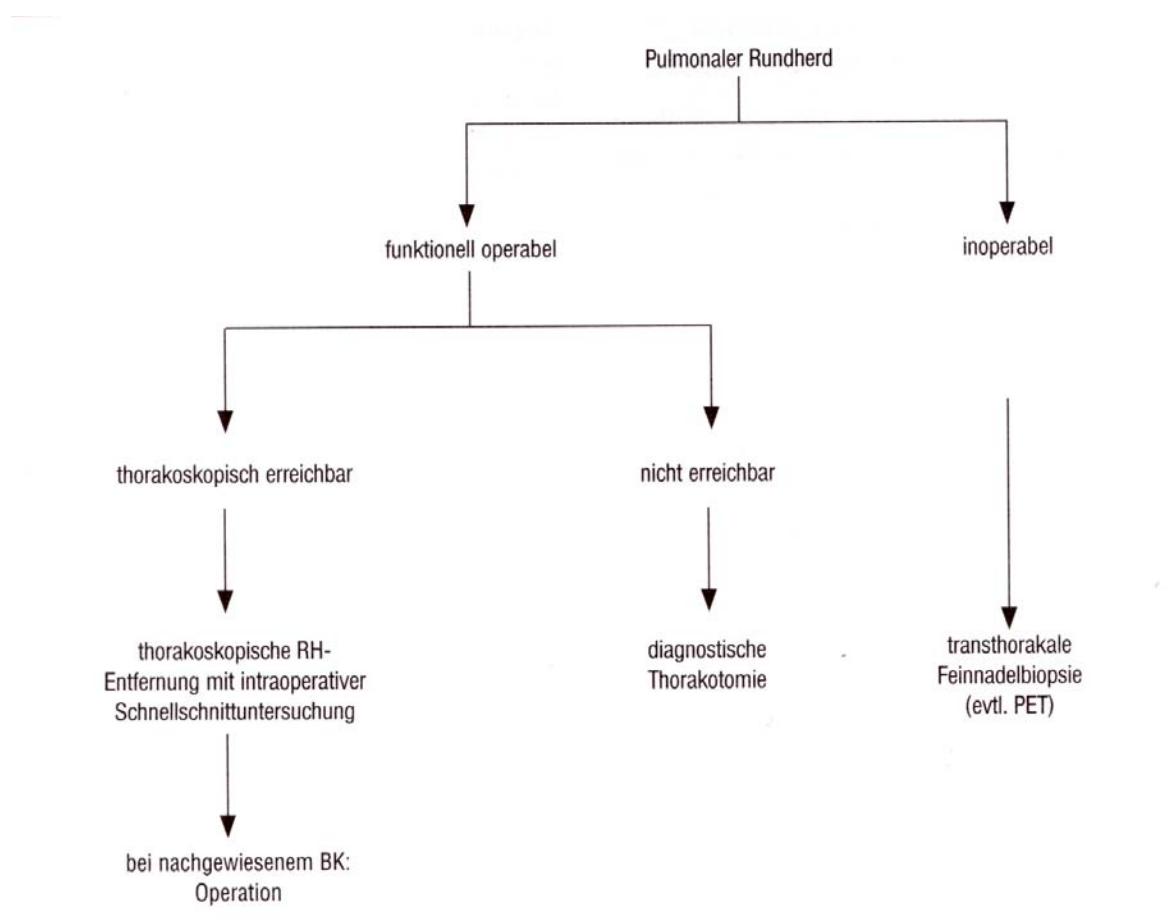 Pulmonaler Rundherd
funktionell operabel
inoperabel
thorakoskopisch erreichbar
nicht erreichbar
thorakoskopische RH-
Entfernung mit intraoperativer
Schnellschnittuntersuchung
diagnostische
Thorakotomie
transthorakale
Feinnadelbiopsie
(evtl. PET)
bei nachgewiesenem BK:
Operation